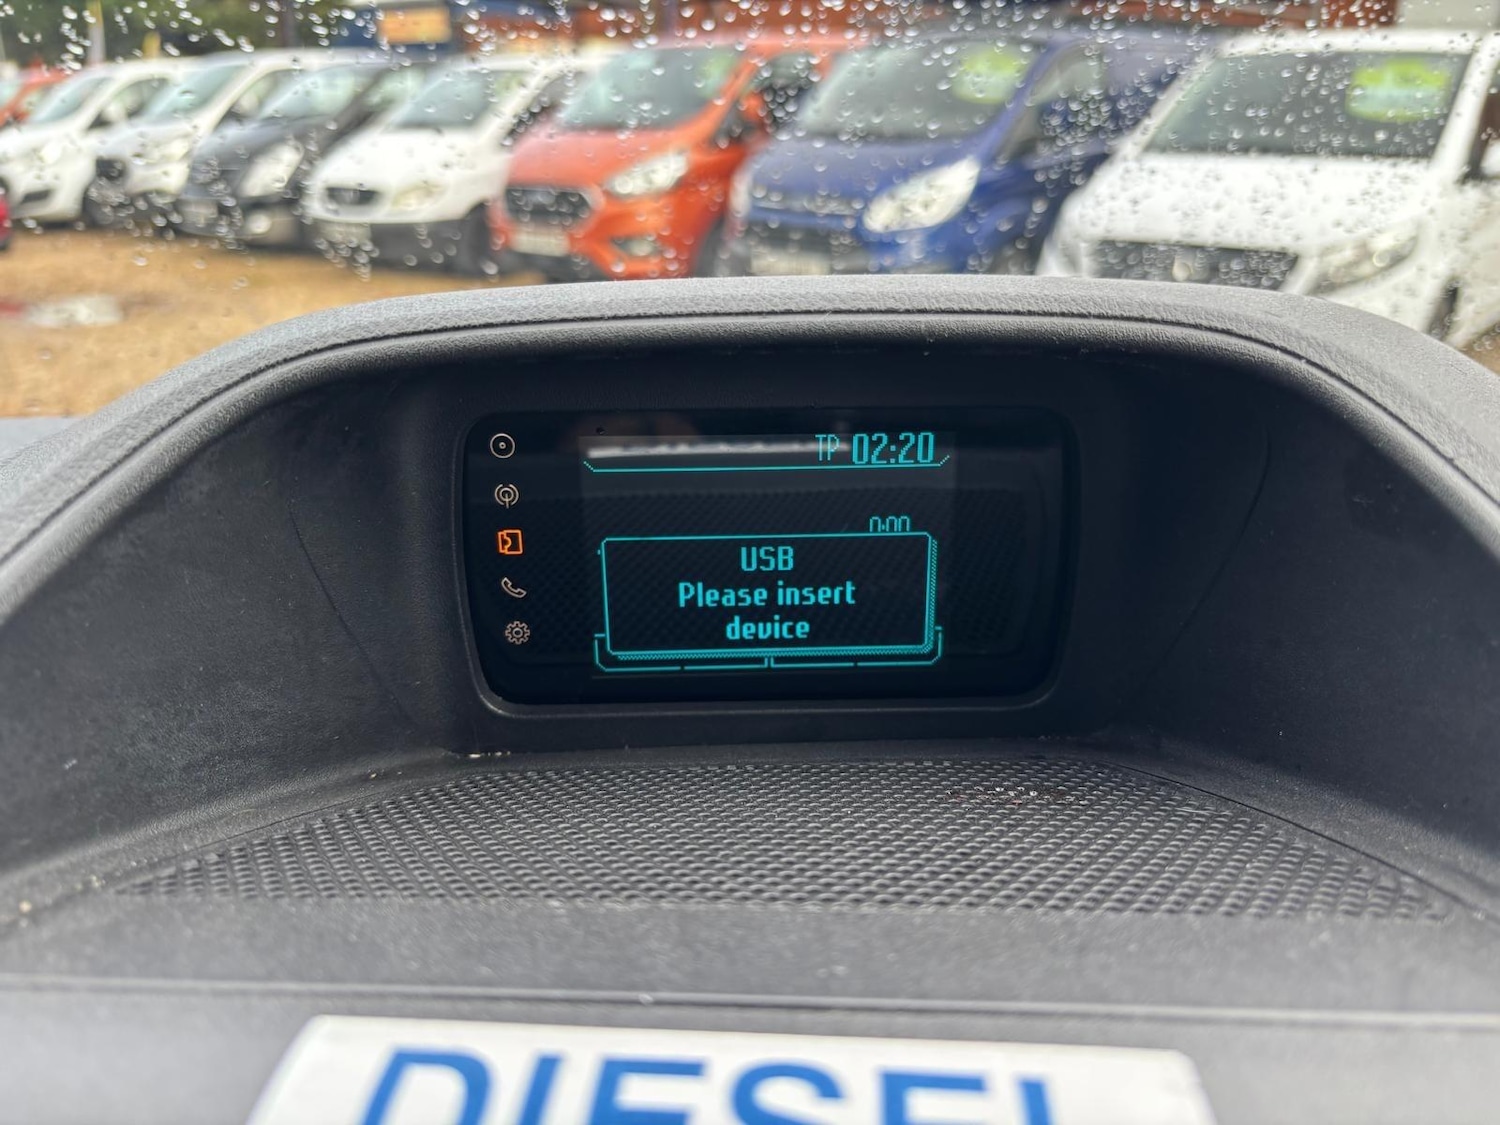 TP 02:20
0:00
USB
Please insert
device
DIESEL